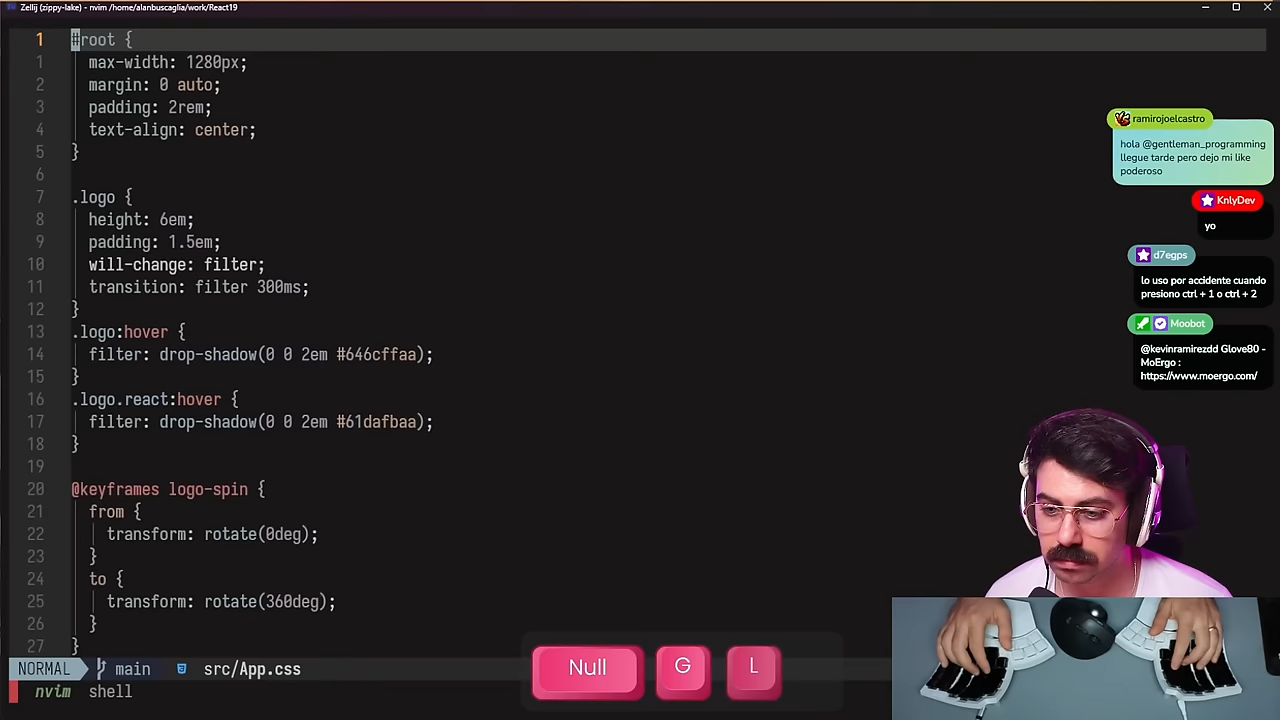 Zellij (zippy-lake) - nvim /home/alanbuscaglia/work/React19
1 #root {
1 max-width: 1280px;
2 margin: 0 auto;
3 padding: 2rem;
4 text-align: center;
5 }
6
7 .logo {
8 height: 6em;
9 padding: 1.5em;
10 will-change: filter;
11 transition: filter 300ms;
12 }
13 .logo:hover {
14 filter: drop-shadow(0 0 2em #646cffaa);
15 }
16 .logo.react:hover {
17 filter: drop-shadow(0 0 2em #61dafbaa);
18 }
19
20 @keyframes logo-spin {
21 from {
22 transform: rotate(0deg);
23 }
24 to {
25 transform: rotate(360deg);
26 }
27 }
NORMAL main src/App.css
nvim shell
ramirojoelcastro
hola @gentleman_programming
llegue tarde pero dejo mi like
poderoso
KnlyDev
yo
d7egps
lo uso por accidente cuando
presiono ctrl + 1 o ctrl + 2
Moobot
@kevinramirezdd Glove80 -
MoErgo :
https://www.moergo.com/
Null G L